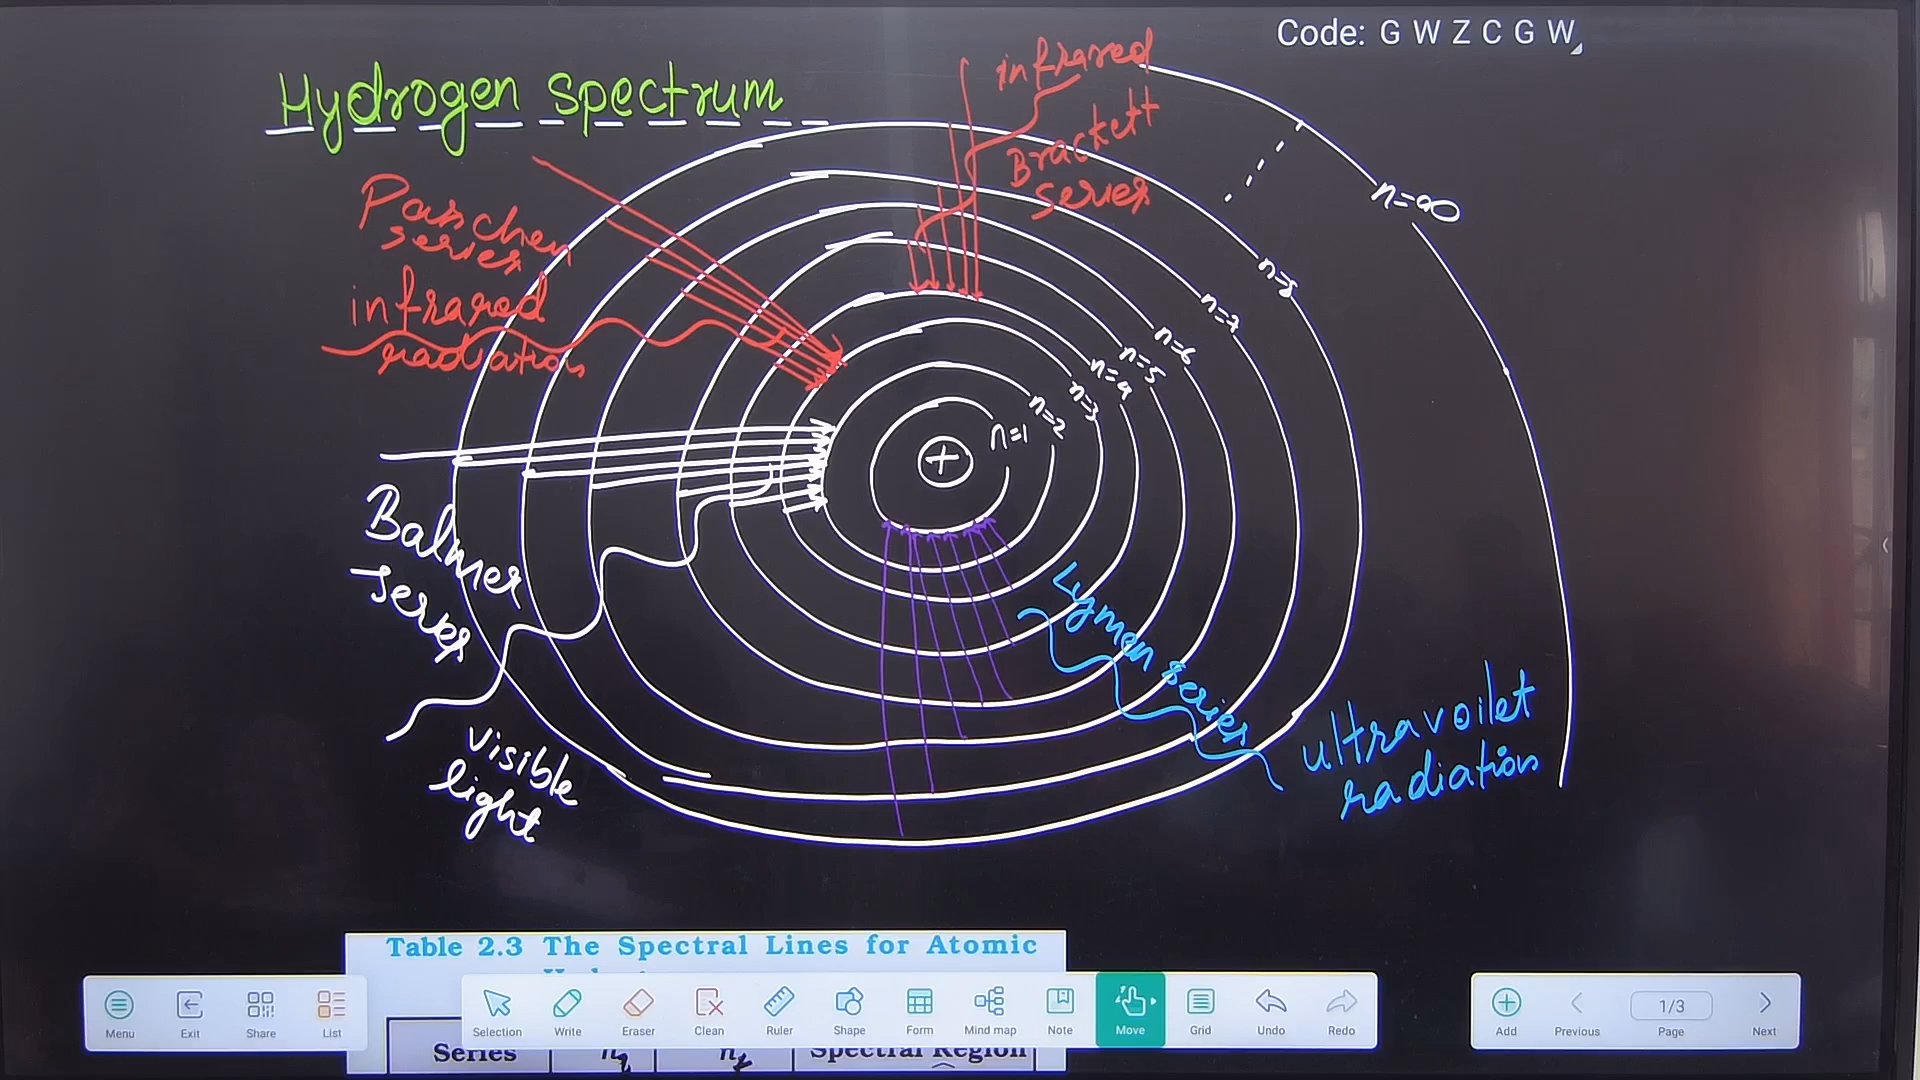 Code: G W Z C G W
Hydrogen spectrum
infrared
Brackett
series
Paschen
series
infrared
radiation
n=∞
n=8
n=7
n=6
n=5
n=4
n=3
n=2
n=1
+
Balmer
series
visible
light
Lyman series
ultravoilet
radiation
Table 2.3 The Spectral Lines for Atomic
Series n₁ n₂ Spectral Region
Menu Exit Share List
Selection Write Eraser Clean Ruler Shape Form Mind map Note Move Grid Undo Redo
Add Previous 1/3 Page Next